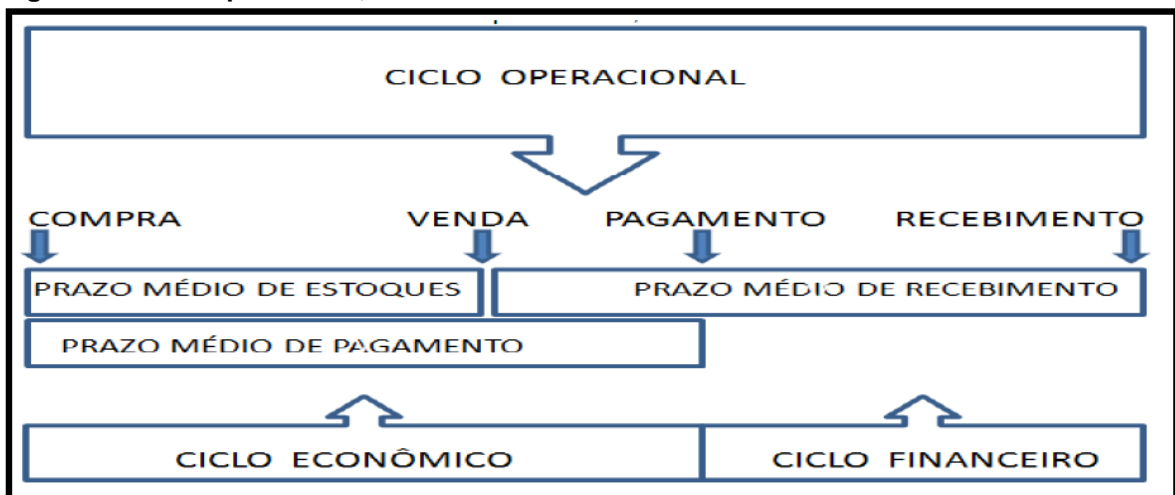 CICLO OPERACIONAL
COMPRA VENDA PAGAMENTO RECEBIMENTO
PRAZO MÉDIO DE ESTOQUES PRAZO MÉDIO DE RECEBIMENTO
PRAZO MÉDIO DE PAGAMENTO
CICLO ECONÔMICO CICLO FINANCEIRO